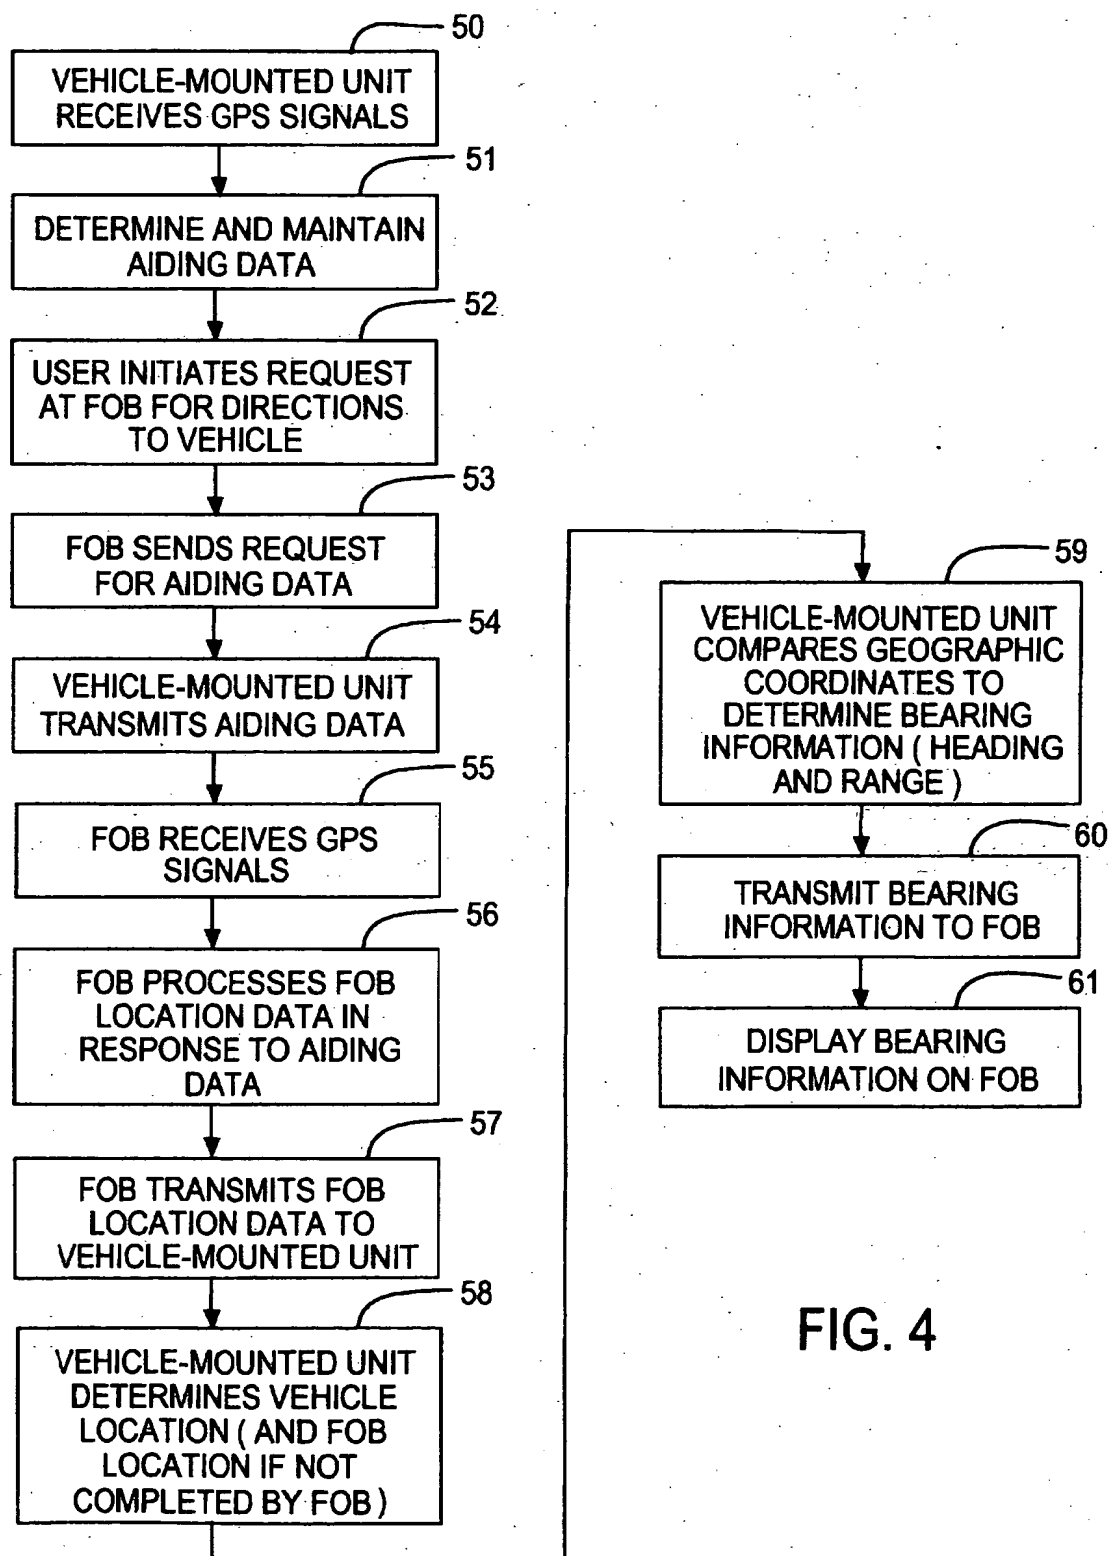 50
VEHICLE-MOUNTED UNIT
RECEIVES GPS SIGNALS
51
DETERMINE AND MAINTAIN
AIDING DATA
52
USER INITIATES REQUEST
AT FOB FOR DIRECTIONS
TO VEHICLE
53
FOB SENDS REQUEST
FOR AIDING DATA
54
VEHICLE-MOUNTED UNIT
TRANSMITS AIDING DATA
55
FOB RECEIVES GPS
SIGNALS
56
FOB PROCESSES FOB
LOCATION DATA IN
RESPONSE TO AIDING
DATA
57
FOB TRANSMITS FOB
LOCATION DATA TO
VEHICLE-MOUNTED UNIT
58
VEHICLE-MOUNTED UNIT
DETERMINES VEHICLE
LOCATION ( AND FOB
LOCATION IF NOT
COMPLETED BY FOB )
59
VEHICLE-MOUNTED UNIT
COMPARES GEOGRAPHIC
COORDINATES TO
DETERMINE BEARING
INFORMATION ( HEADING
AND RANGE )
60
TRANSMIT BEARING
INFORMATION TO FOB
61
DISPLAY BEARING
INFORMATION ON FOB
FIG. 4